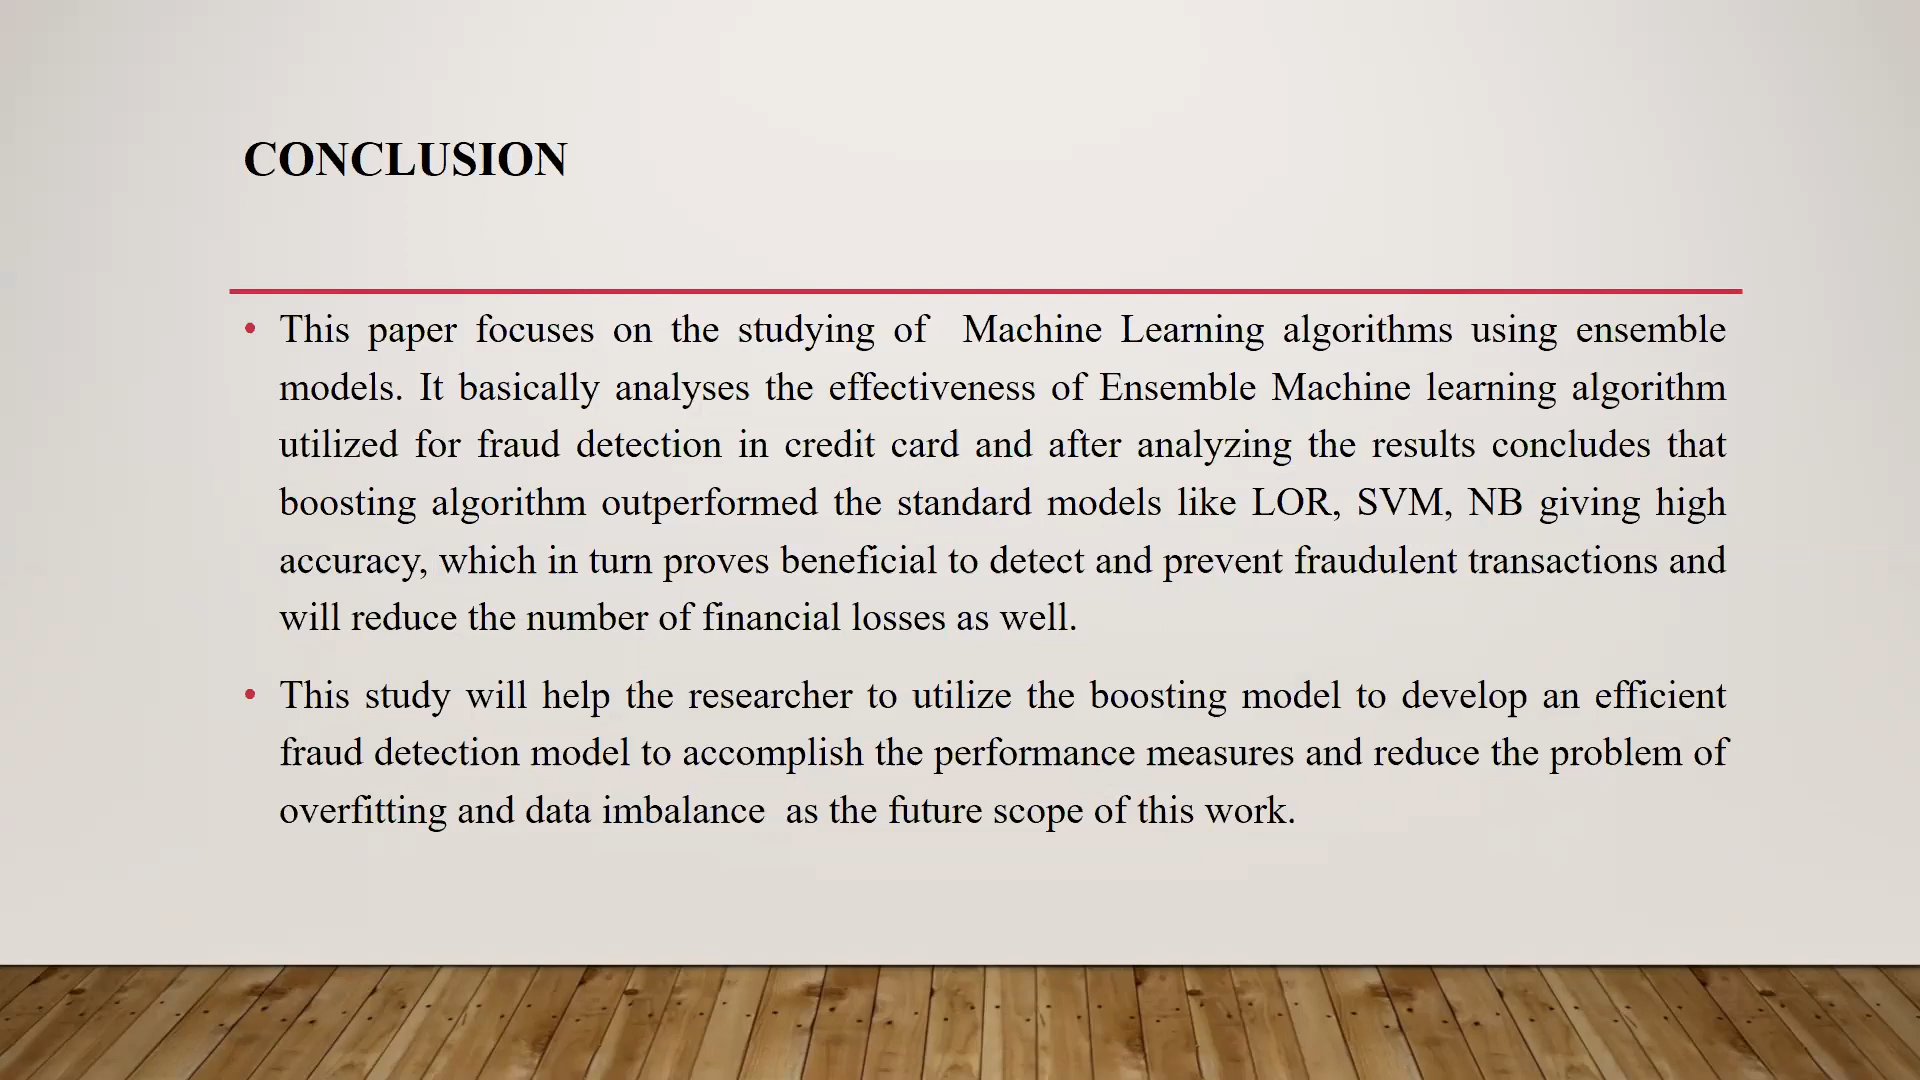 CONCLUSION
• This paper focuses on the studying of  Machine Learning algorithms using ensemble
models. It basically analyses the effectiveness of Ensemble Machine learning algorithm
utilized for fraud detection in credit card and after analyzing the results concludes that
boosting algorithm outperformed the standard models like LOR, SVM, NB giving high
accuracy, which in turn proves beneficial to detect and prevent fraudulent transactions and
will reduce the number of financial losses as well.
• This study will help the researcher to utilize the boosting model to develop an efficient
fraud detection model to accomplish the performance measures and reduce the problem of
overfitting and data imbalance  as the future scope of this work.